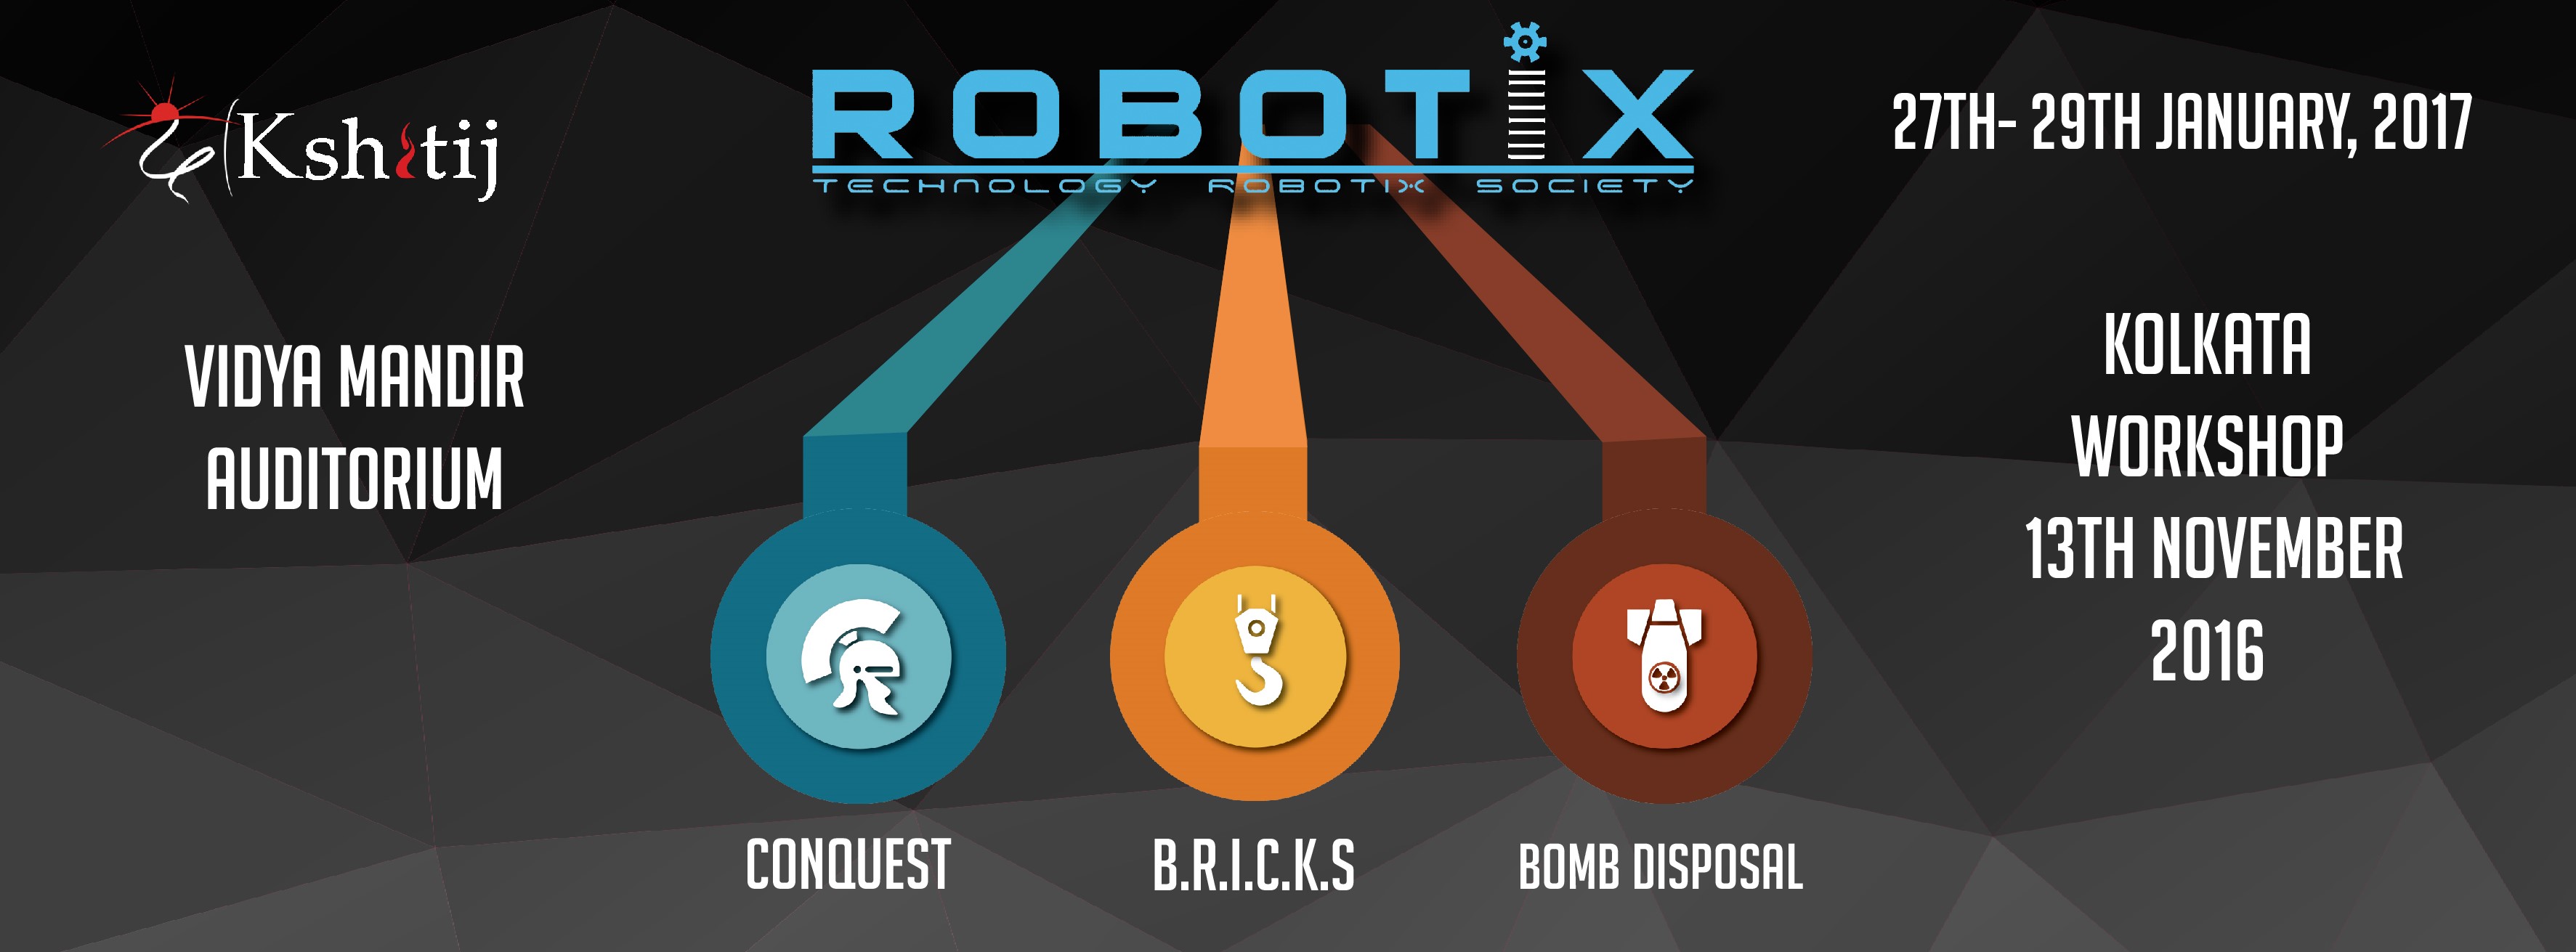 Kshitij
ROBOTiX
TECHNOLOGY ROBOTIX SOCIETY
27TH- 29TH JANUARY, 2017
VIDYA MANDIR
AUDITORIUM
KOLKATA
WORKSHOP
13TH NOVEMBER
2016
CONQUEST
B.R.I.C.K.S
BOMB DISPOSAL